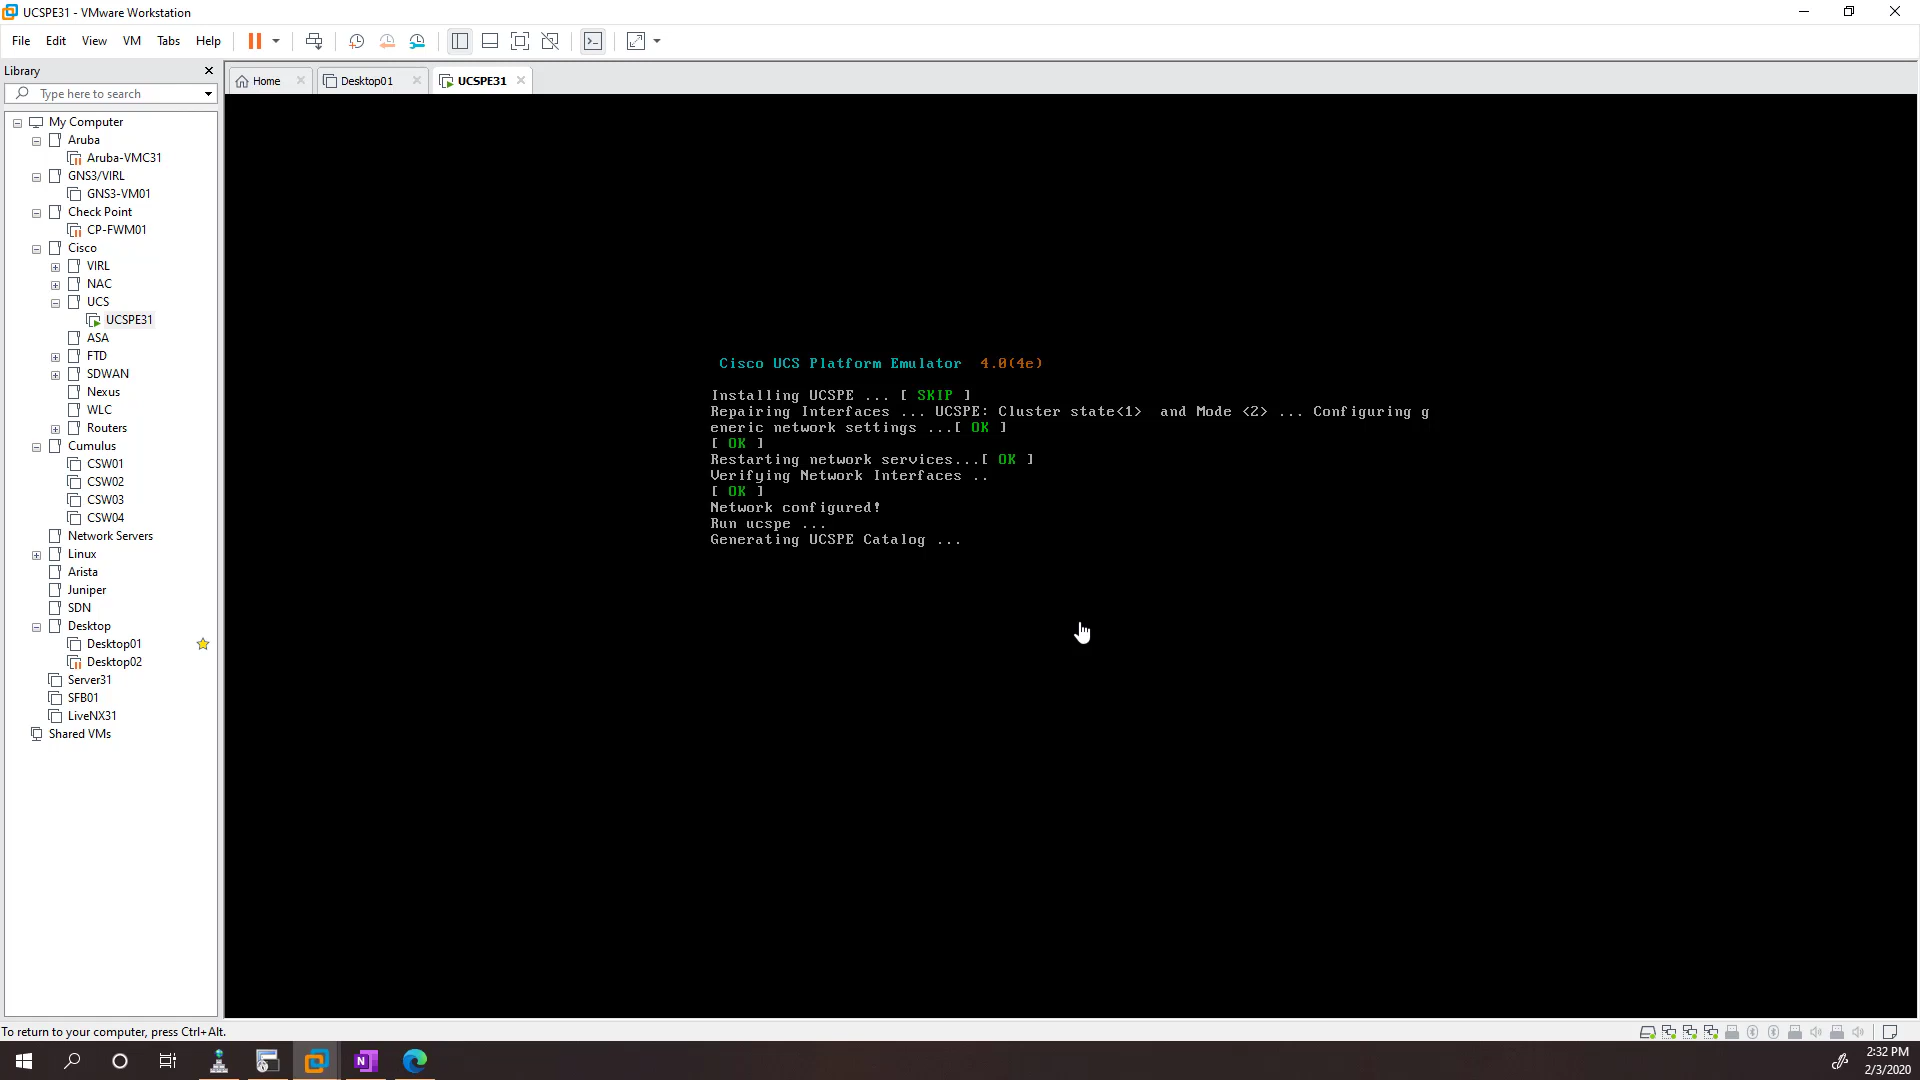 UCSPE31 - VMware Workstation
File Edit View VM Tabs Help
Library
Type here to search
Home
Desktop01
UCSPE31
My Computer
Aruba
Aruba-VMC31
GNS3/VIRL
GNS3-VM01
Check Point
CP-FWM01
Cisco
VIRL
NAC
UCS
UCSPE31
ASA
FTD
SDWAN
Nexus
WLC
Routers
Cumulus
CSW01
CSW02
CSW03
CSW04
Network Servers
Linux
Arista
Juniper
SDN
Desktop
Desktop01
Desktop02
Server31
SFB01
LiveNX31
Shared VMs
Cisco UCS Platform Emulator 4.0(4e)
Installing UCSPE ... [ SKIP ]
Repairing Interfaces ... UCSPE: Cluster state<1> and Mode <2> ... Configuring g
eneric network settings ...[ OK ]
[ OK ]
Restarting network services...[ OK ]
Verifying Network Interfaces ..
[ OK ]
Network configured!
Run ucspe ...
Generating UCSPE Catalog ...
To return to your computer, press Ctrl+Alt.
2:32 PM
2/3/2020